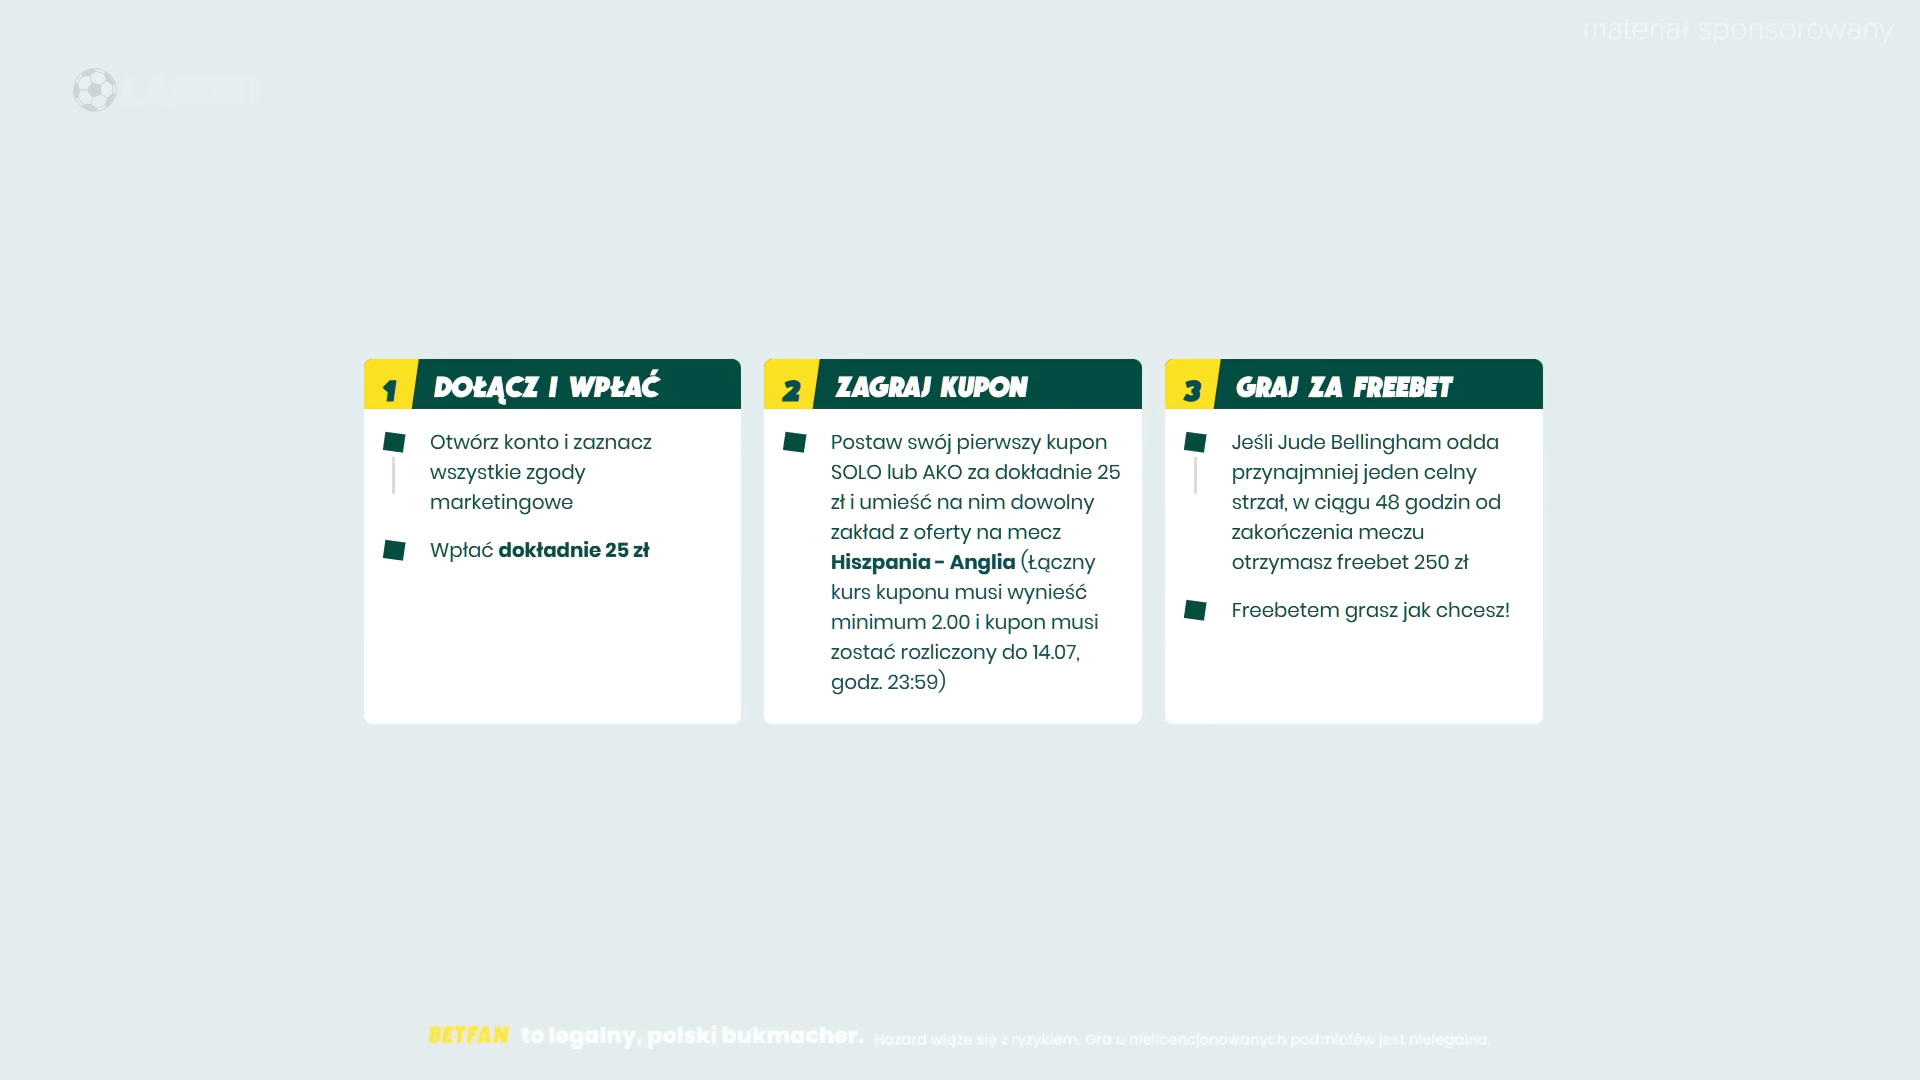 materiał sponsorowany
1 DOŁĄCZ I WPŁAĆ
Otwórz konto i zaznacz
wszystkie zgody
marketingowe
Wpłać dokładnie 25 zł
2 ZAGRAJ KUPON
Postaw swój pierwszy kupon
SOLO lub AKO za dokładnie 25
zł i umieść na nim dowolny
zakład z oferty na mecz
Hiszpania - Anglia (Łączny
kurs kuponu musi wynieść
minimum 2.00 i kupon musi
zostać rozliczony do 14.07,
godz. 23:59)
3 GRAJ ZA FREEBET
Jeśli Jude Bellingham odda
przynajmniej jeden celny
strzał, w ciągu 48 godzin od
zakończenia meczu
otrzymasz freebet 250 zł
Freebetem grasz jak chcesz!
BETFAN to legalny, polski bukmacher. Hazard wiąże się z ryzykiem. Gra u nielicencjonowanych podmiotów jest nielegalna.